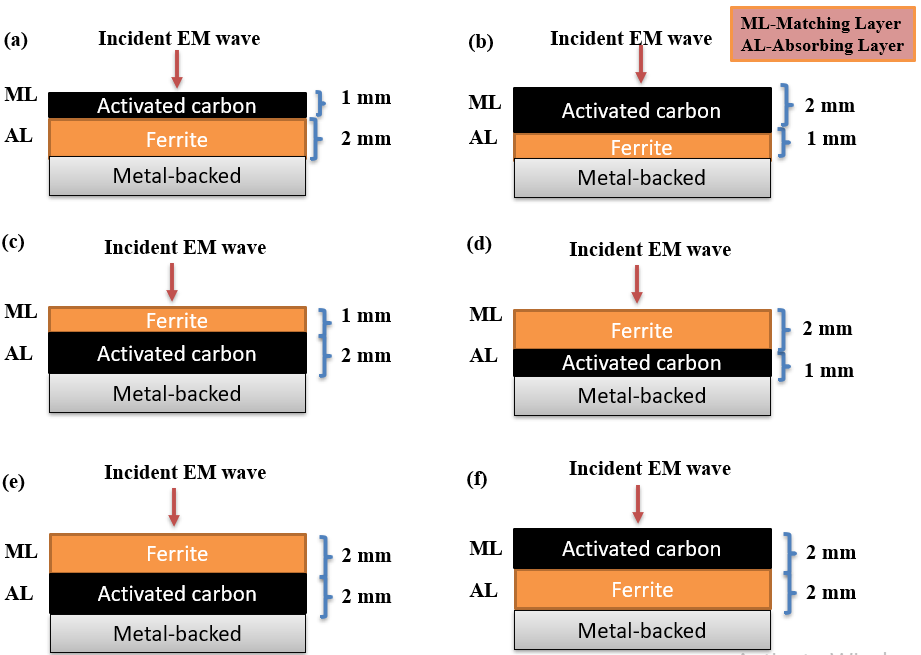 ML-Matching Layer
AL-Absorbing Layer
(a)
Incident EM wave
ML
Activated carbon
1 mm
AL
Ferrite
2 mm
Metal-backed
(b)
Incident EM wave
ML
Activated carbon
2 mm
AL
Ferrite
1 mm
Metal-backed
(c)
Incident EM wave
ML
Ferrite
1 mm
AL
Activated carbon
2 mm
Metal-backed
(d)
Incident EM wave
ML
Ferrite
2 mm
AL
Activated carbon
1 mm
Metal-backed
(e)
Incident EM wave
ML
Ferrite
2 mm
AL
Activated carbon
2 mm
Metal-backed
(f)
Incident EM wave
ML
Activated carbon
2 mm
AL
Ferrite
2 mm
Metal-backed